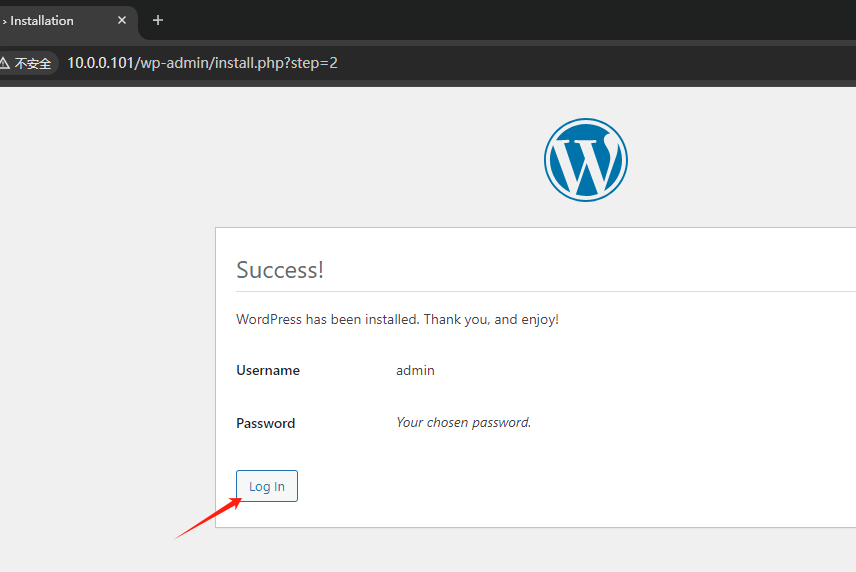 › Installation
不安全 10.0.0.101/wp-admin/install.php?step=2
Success!
WordPress has been installed. Thank you, and enjoy!
Username admin
Password Your chosen password.
Log In